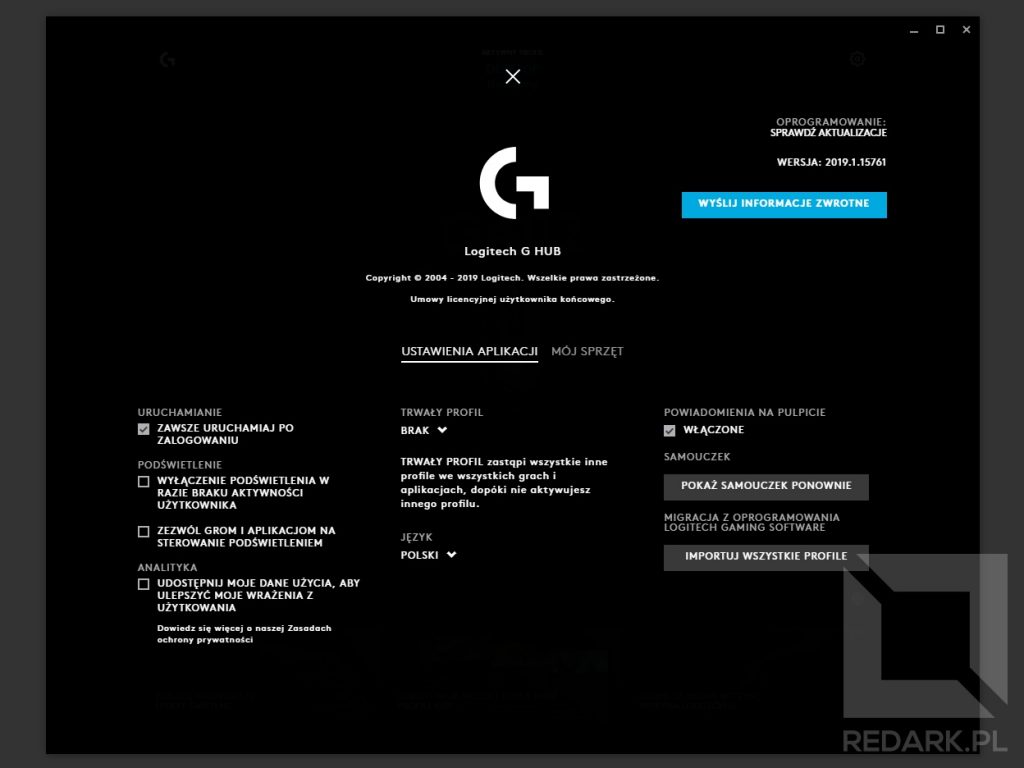 OPROGRAMOWANIE:
SPRAWDŹ AKTUALIZACJE
WERSJA: 2019.1.15761
WYŚLIJ INFORMACJE ZWROTNE
Logitech G HUB
Copyright © 2004 - 2019 Logitech. Wszelkie prawa zastrzeżone.
Umowy licencyjnej użytkownika końcowego.
USTAWIENIA APLIKACJI
MÓJ SPRZĘT
URUCHAMIANIE
ZAWSZE URUCHAMIAJ PO
ZALOGOWANIU
PODŚWIETLENIE
WYŁĄCZENIE PODŚWIETLENIA W
RAZIE BRAKU AKTYWNOŚCI
UŻYTKOWNIKA
ZEZWÓL GROM I APLIKACJOM NA
STEROWANIE PODŚWIETLENIEM
ANALITYKA
UDOSTĘPNIJ MOJE DANE UŻYCIA, ABY
ULEPSZYĆ MOJE WRAŻENIA Z
UŻYTKOWANIA
Dowiedz się więcej o naszej Zasadach
ochrony prywatności
TRWAŁY PROFIL
BRAK
TRWAŁY PROFIL zastąpi wszystkie inne
profile we wszystkich grach i
aplikacjach, dopóki nie aktywujesz
innego profilu.
JĘZYK
POLSKI
POWIADOMIENIA NA PULPICIE
WŁĄCZONE
SAMOUCZEK
POKAŻ SAMOUCZEK PONOWNIE
MIGRACJA Z OPROGRAMOWANIA
LOGITECH GAMING SOFTWARE
IMPORTUJ WSZYSTKIE PROFILE
REDARK.PL